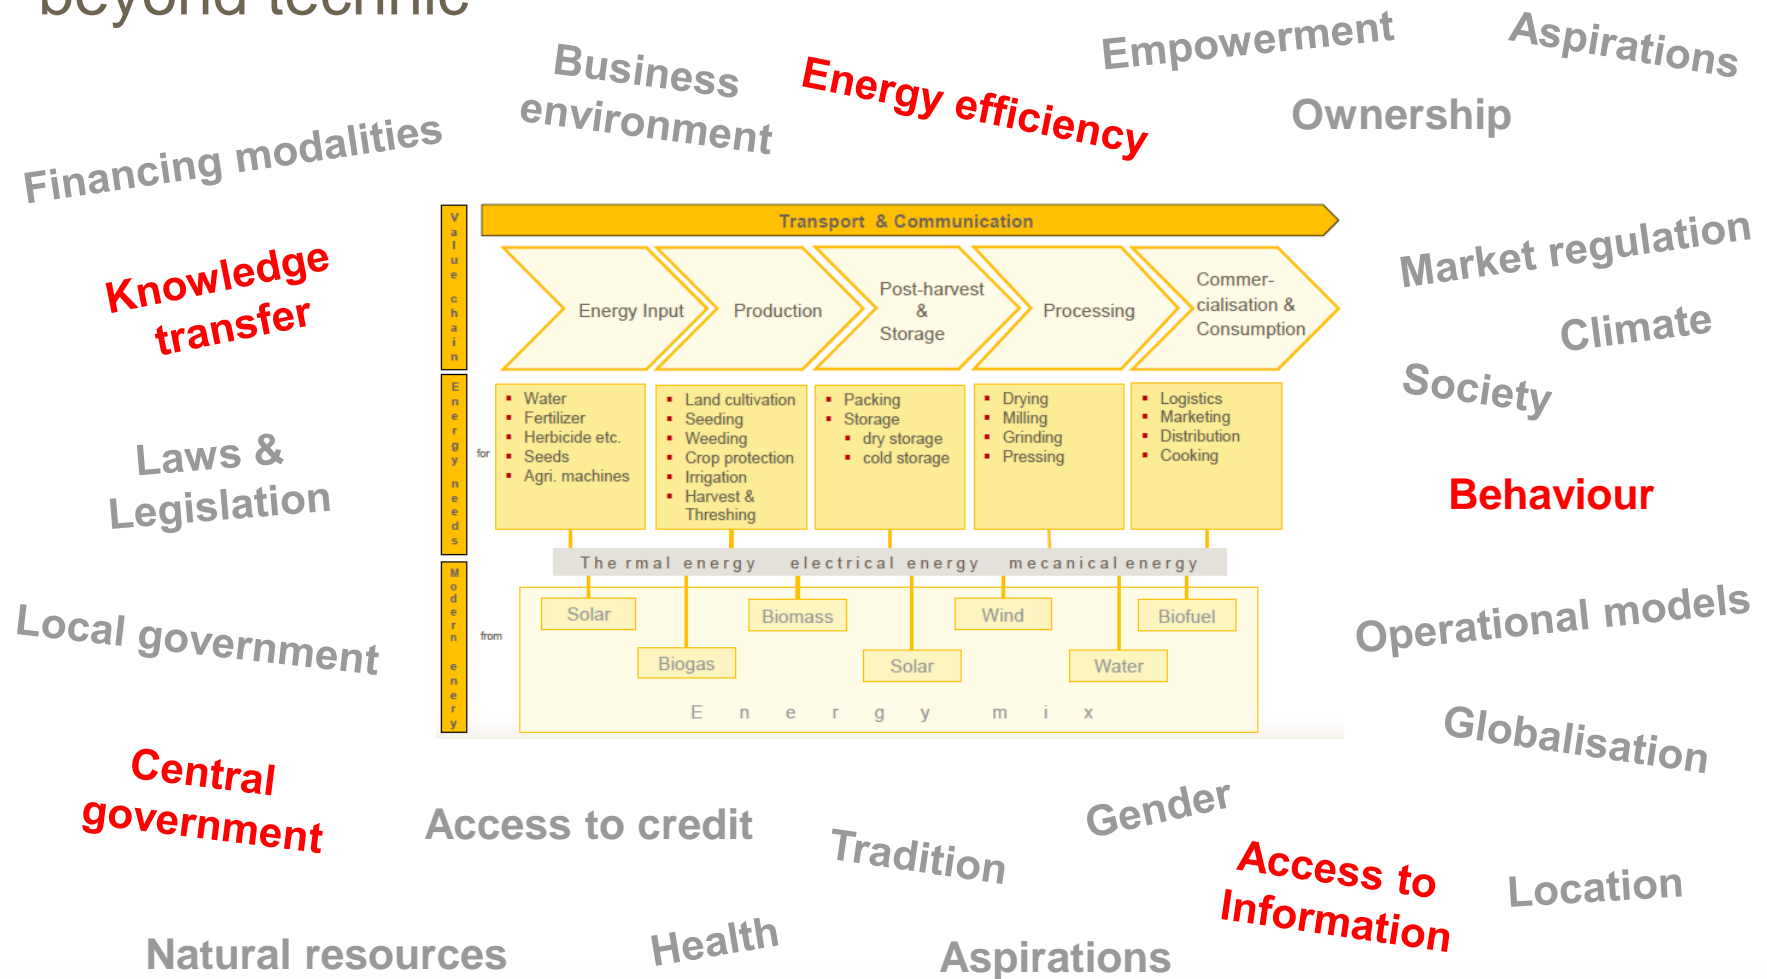 beyond technic
Empowerment
Aspirations
Business
environment
Energy efficiency
Ownership
Financing modalities
Knowledge
transfer
Market regulation
Climate
Society
Laws &
Legislation
Behaviour
Local government
Operational models
Globalisation
Central
government
Value chain
Transport & Communication
Energy Input
Production
Post-harvest
&
Storage
Processing
Commer-
cialisation &
Consumption
Energy needs
for
Water
Fertilizer
Herbicide etc.
Seeds
Agri. machines
Land cultivation
Seeding
Weeding
Crop protection
Irrigation
Harvest &
Threshing
Packing
Storage
dry storage
cold storage
Drying
Milling
Grinding
Pressing
Logistics
Marketing
Distribution
Cooking
Modern enery
from
The rmal energy electrical energy mecanical energy
Solar
Biomass
Wind
Biofuel
Biogas
Solar
Water
Energy mix
Access to credit
Tradition
Gender
Access to
Information
Location
Natural resources
Health
Aspirations